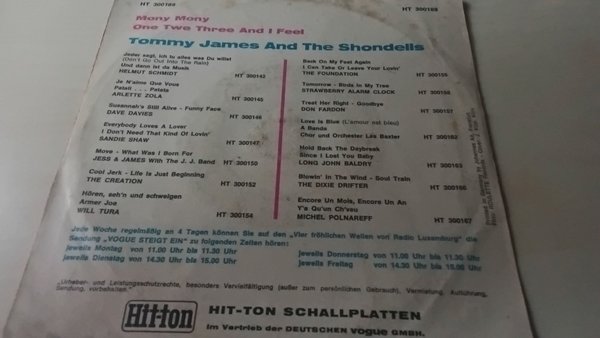 HT 300189 HT 300189
Mony Mony
One Two Three And I Feel
Tommy James And The Shondells
Jeder sagt, ich tu alles was Du willst
(Don't Go Out Into The Rain)
Und dann ist da Musik
HELMUT SCHMIDT HT 300143
Je N'aime Que Vous
Patati . . . Patata
ARLETTE ZOLA HT 300145
Susannah's Still Alive - Funny Face
DAVE DAVIES HT 300146
Everybody Loves A Lover
I Don't Need That Kind Of Lovin'
SANDIE SHAW HT 300147
Move - What Was I Born For
JESS & JAMES With The J. J. Band HT 300150
Cool Jerk - Life Is Just Beginning
THE CREATION HT 300152
Hören, seh'n und schweigen
Armer Joe
WILL TURA HT 300154
Back On My Feet Again
I Can Take Or Leave Your Lovin'
THE FOUNDATION HT 300155
Tomorrow - Birds In My Tree
STRAWBERRY ALARM CLOCK HT 300156
Treat Her Right - Goodbye
DON FARDON HT 300157
Love is Blue (L'amour est bleu)
A Banda
Chor und Orchester Les Baxter HT 300162
Hold Back The Daybreak
Since I Lost You Baby
LONG JOHN BALDRY HT 300163
Blowin' In The Wind - Soul Train
THE DIXIE DRIFTER HT 300166
Encore Un Mois, Encore Un An
Y'a Qu'un Ch'veu
MICHEL POLNAREFF HT 300167
Jede Woche regelmäßig an 4 Tagen können Sie auf den „Vier fröhlichen Wellen von Radio Luxemburg" die
Sendung „VOGUE STEIGT EIN" zu folgenden Zeiten hören:
jeweils Montag von 11.00 Uhr bis 11.30 Uhr jeweils Donnerstag von 11.00 Uhr bis 11.30 Uhr
jeweils Dienstag von 14.30 Uhr bis 15.00 Uhr jeweils Freitag von 14.30 Uhr bis 15.00 Uhr
„Urheber- und Leistungsschutzrechte, besonders Vervielfältigung (außer zum persönlichen Gebrauch), Vermietung, Aufführung,
Sendung, vorbehalten."
Hit-ton HIT-TON SCHALLPLATTEN
Im Vertrieb der DEUTSCHEN VOGUE GMBH.